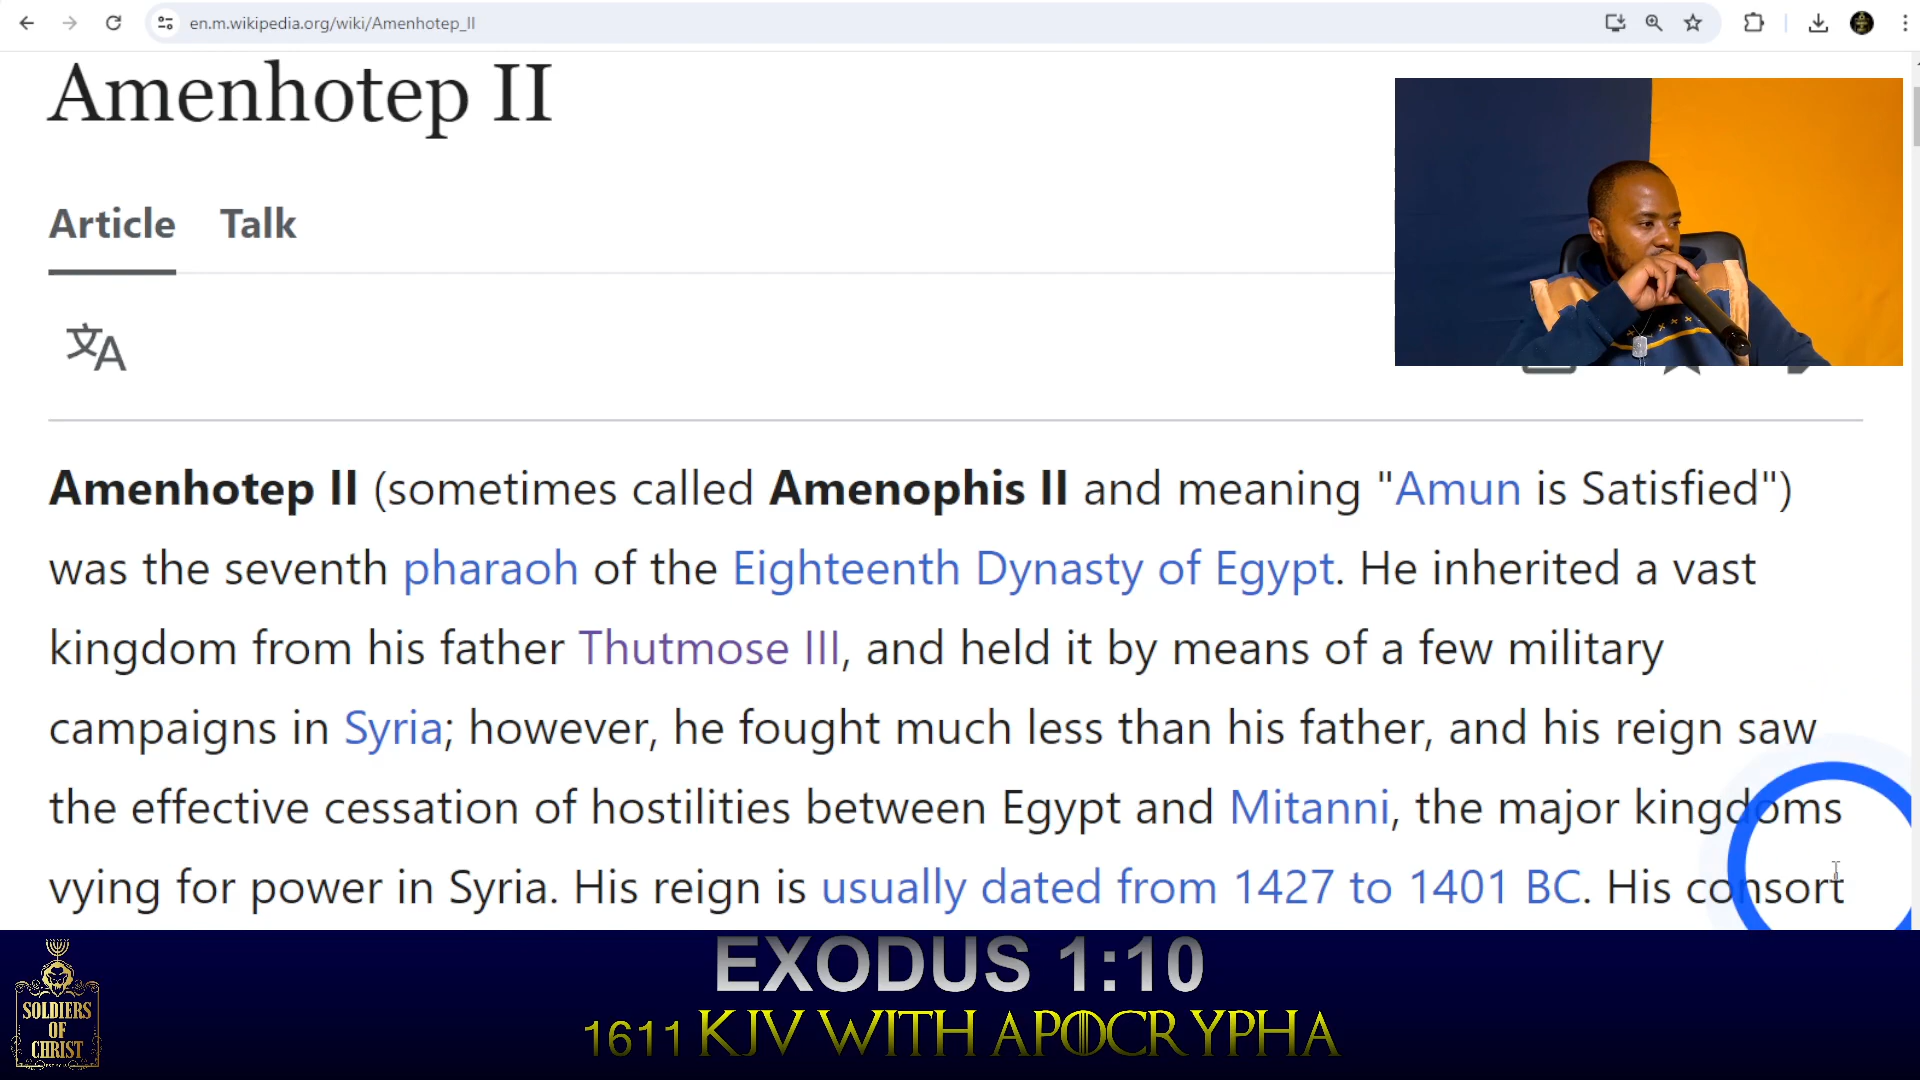 en.m.wikipedia.org/wiki/Amenhotep_II
Amenhotep II
Article Talk
文A
Amenhotep II (sometimes called Amenophis II and meaning "Amun is Satisfied")
was the seventh pharaoh of the Eighteenth Dynasty of Egypt. He inherited a vast
kingdom from his father Thutmose III, and held it by means of a few military
campaigns in Syria; however, he fought much less than his father, and his reign saw
the effective cessation of hostilities between Egypt and Mitanni, the major kingdoms
vying for power in Syria. His reign is usually dated from 1427 to 1401 BC. His consort
EXODUS 1:10
1611 KJV WITH APOCRYPHA
SOLDIERS
OF
CHRIST